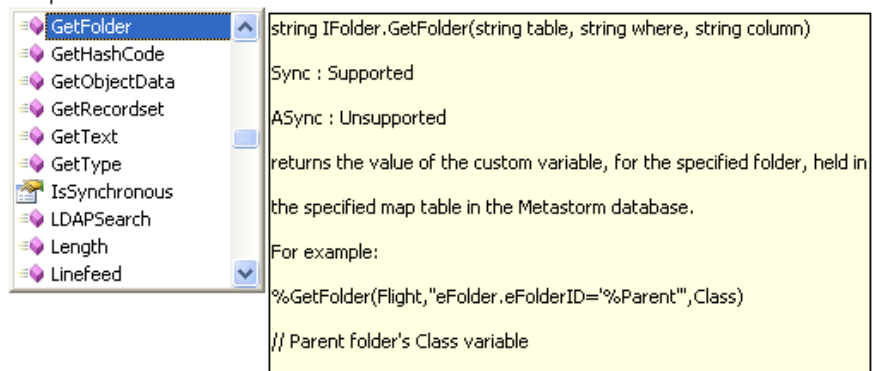 GetFolder
GetHashCode
GetObjectData
GetRecordset
GetText
GetType
IsSynchronous
LDAPSearch
Length
Linefeed
string IFolder.GetFolder(string table, string where, string column)
Sync : Supported
ASync : Unsupported
returns the value of the custom variable, for the specified folder, held in
the specified map table in the Metastorm database.
For example:
%GetFolder(Flight,"eFolder.eFolderID='%Parent'",Class)
// Parent folder's Class variable